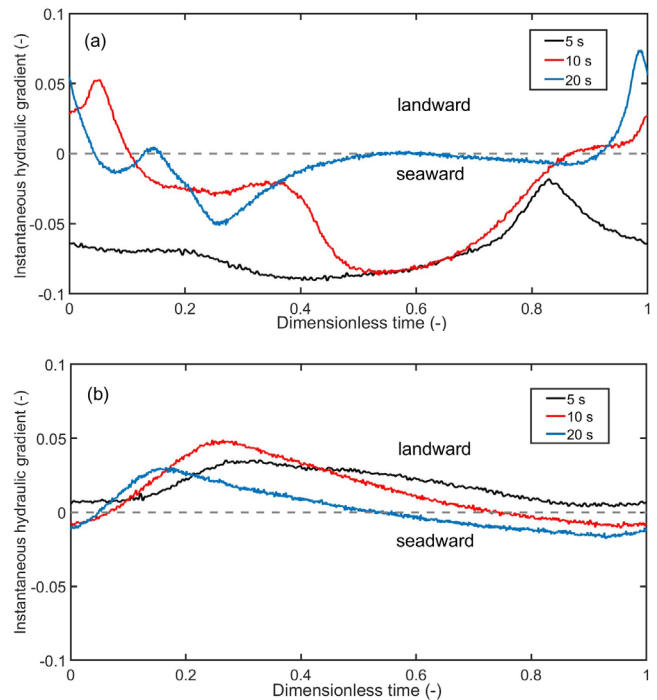 0.1
(a)
5 s
10 s
20 s
0.05
landward
0
seaward
-0.05
-0.1
0 0.2 0.4 0.6 0.8 1
Dimensionless time (-)
Instantaneous hydraulic gradient (-)
0.1
(b)
5 s
10 s
20 s
0.05
landward
0
seadward
-0.05
-0.1
0 0.2 0.4 0.6 0.8 1
Dimensionless time (-)
Instantaneous hydraulic gradient (-)